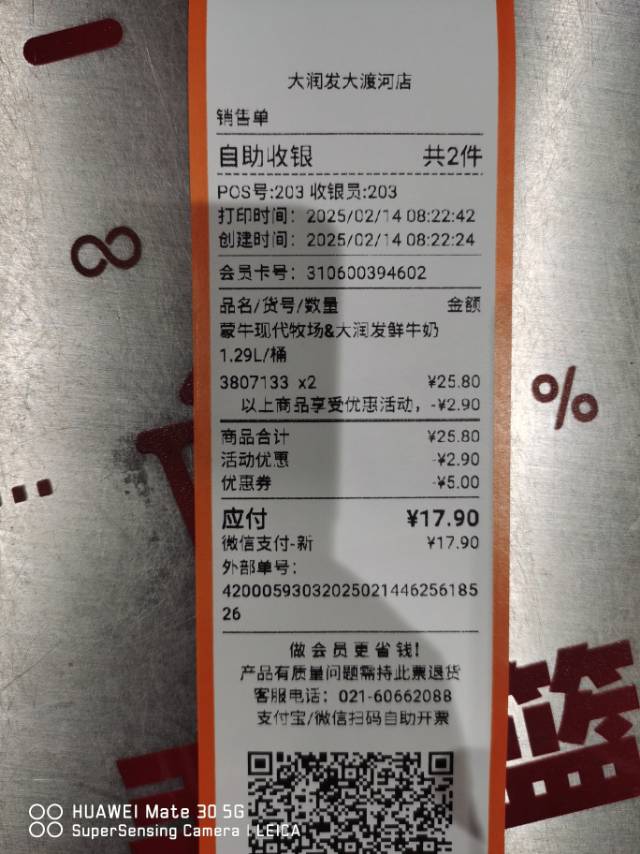 大润发大渡河店
销售单
自助收银 共2件
POS号:203 收银员:203
打印时间: 2025/02/14 08:22:42
创建时间: 2025/02/14 08:22:24
会员卡号: 310600394602
品名/货号/数量 金额
蒙牛现代牧场&大润发鲜牛奶
1.29L/桶
3807133 x2 ¥25.80
以上商品享受优惠活动, -¥2.90
商品合计 ¥25.80
活动优惠 -¥2.90
优惠券 -¥5.00
应付 ¥17.90
微信支付-新 ¥17.90
外部单号:
42000593032025021446256185
26
做会员更省钱!
产品有质量问题需持此票退货
客服电话: 021-60662088
支付宝/微信扫码自助开票
%
HUAWEI Mate 30 5G
SuperSensing Camera | LEICA